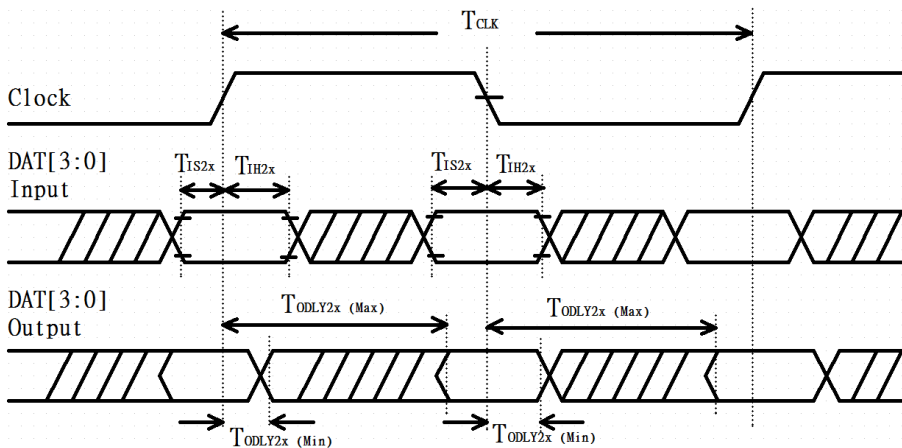 TCLK
Clock
DAT[3:0]
Input
TIS2x
TIH2x
TIS2x
TIH2x
DAT[3:0]
Output
TODLY2x (Max)
TODLY2x (Max)
TODLY2x (Min)
TODLY2x (Min)